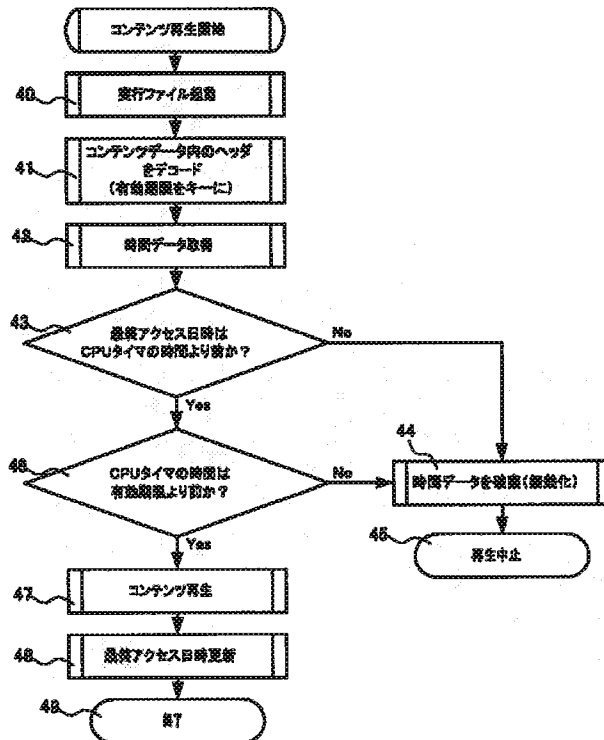 コンテンツ再生開始
40
実行ファイル起動
41
コンテンツデータ内のヘッダ
をデコード
(有効期限をキーに)
42
時間データ取得
43
最終アクセス日時は
CPUタイマの時間より前か?
No
Yes
46
CPUタイマの時間は
有効期限より前か?
No
44
時間データを破棄(無効化)
Yes
45
再生中止
47
コンテンツ再生
48
最終アクセス日時更新
49
終了